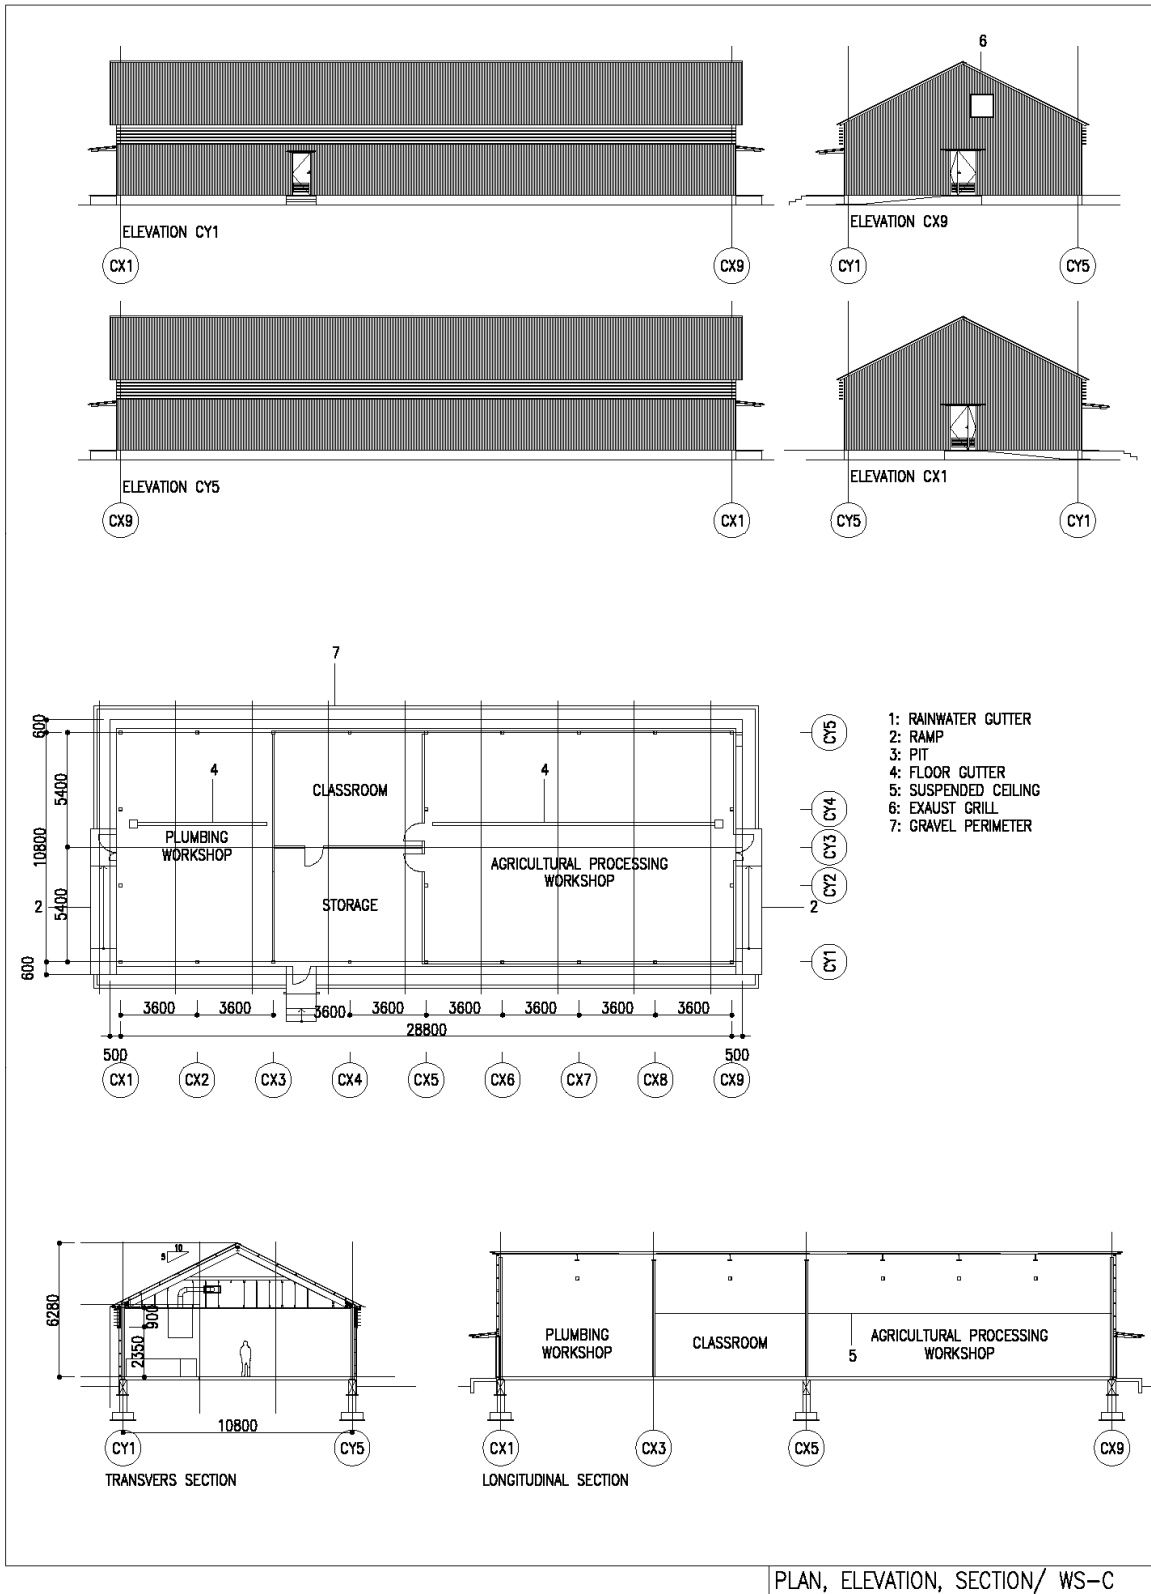 6
ELEVATION CY1
ELEVATION CX9
CX1
CX9
CY1
CY5
ELEVATION CY5
ELEVATION CX1
CX9
CX1
CY5
CY1
7
600
5400
10800
5400
600
2
4
4
CLASSROOM
PLUMBING
WORKSHOP
AGRICULTURAL PROCESSING
WORKSHOP
STORAGE
2
CY5
CY4
CY3
CY2
CY1
1: RAINWATER GUTTER
2: RAMP
3: PIT
4: FLOOR GUTTER
5: SUSPENDED CEILING
6: EXAUST GRILL
7: GRAVEL PERIMETER
3600
3600
3600
3600
3600
3600
3600
28800
500
500
CX1
CX2
CX3
CX4
CX5
CX6
CX7
CX8
CX9
10
5
6280
900
2350
10800
CY1
CY5
TRANSVERS SECTION
PLUMBING
WORKSHOP
CLASSROOM
AGRICULTURAL PROCESSING
WORKSHOP
5
CX1
CX3
CX5
CX9
LONGITUDINAL SECTION
PLAN, ELEVATION, SECTION/ WS-C